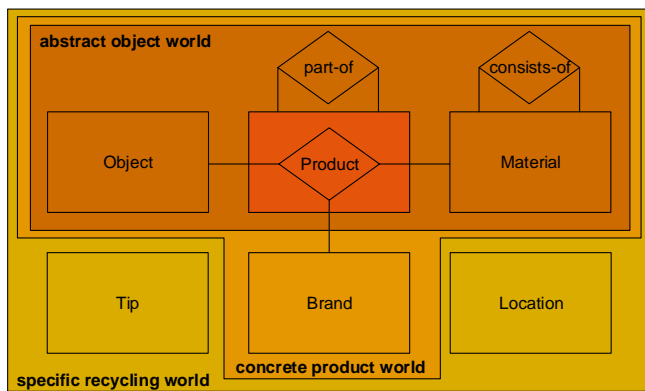 abstract object world
part-of
consists-of
Object
Product
Material
Tip
Brand
Location
concrete product world
specific recycling world